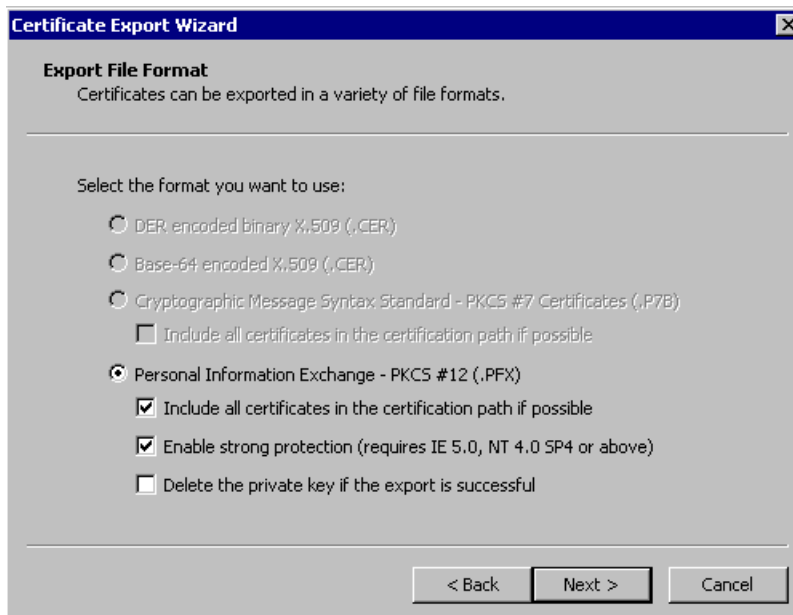 Certificate Export Wizard
Export File Format
Certificates can be exported in a variety of file formats.
Select the format you want to use:
DER encoded binary X.509 (.CER)
Base-64 encoded X.509 (.CER)
Cryptographic Message Syntax Standard - PKCS #7 Certificates (.P7B)
Include all certificates in the certification path if possible
Personal Information Exchange - PKCS #12 (.PFX)
Include all certificates in the certification path if possible
Enable strong protection (requires IE 5.0, NT 4.0 SP4 or above)
Delete the private key if the export is successful
< Back Next > Cancel